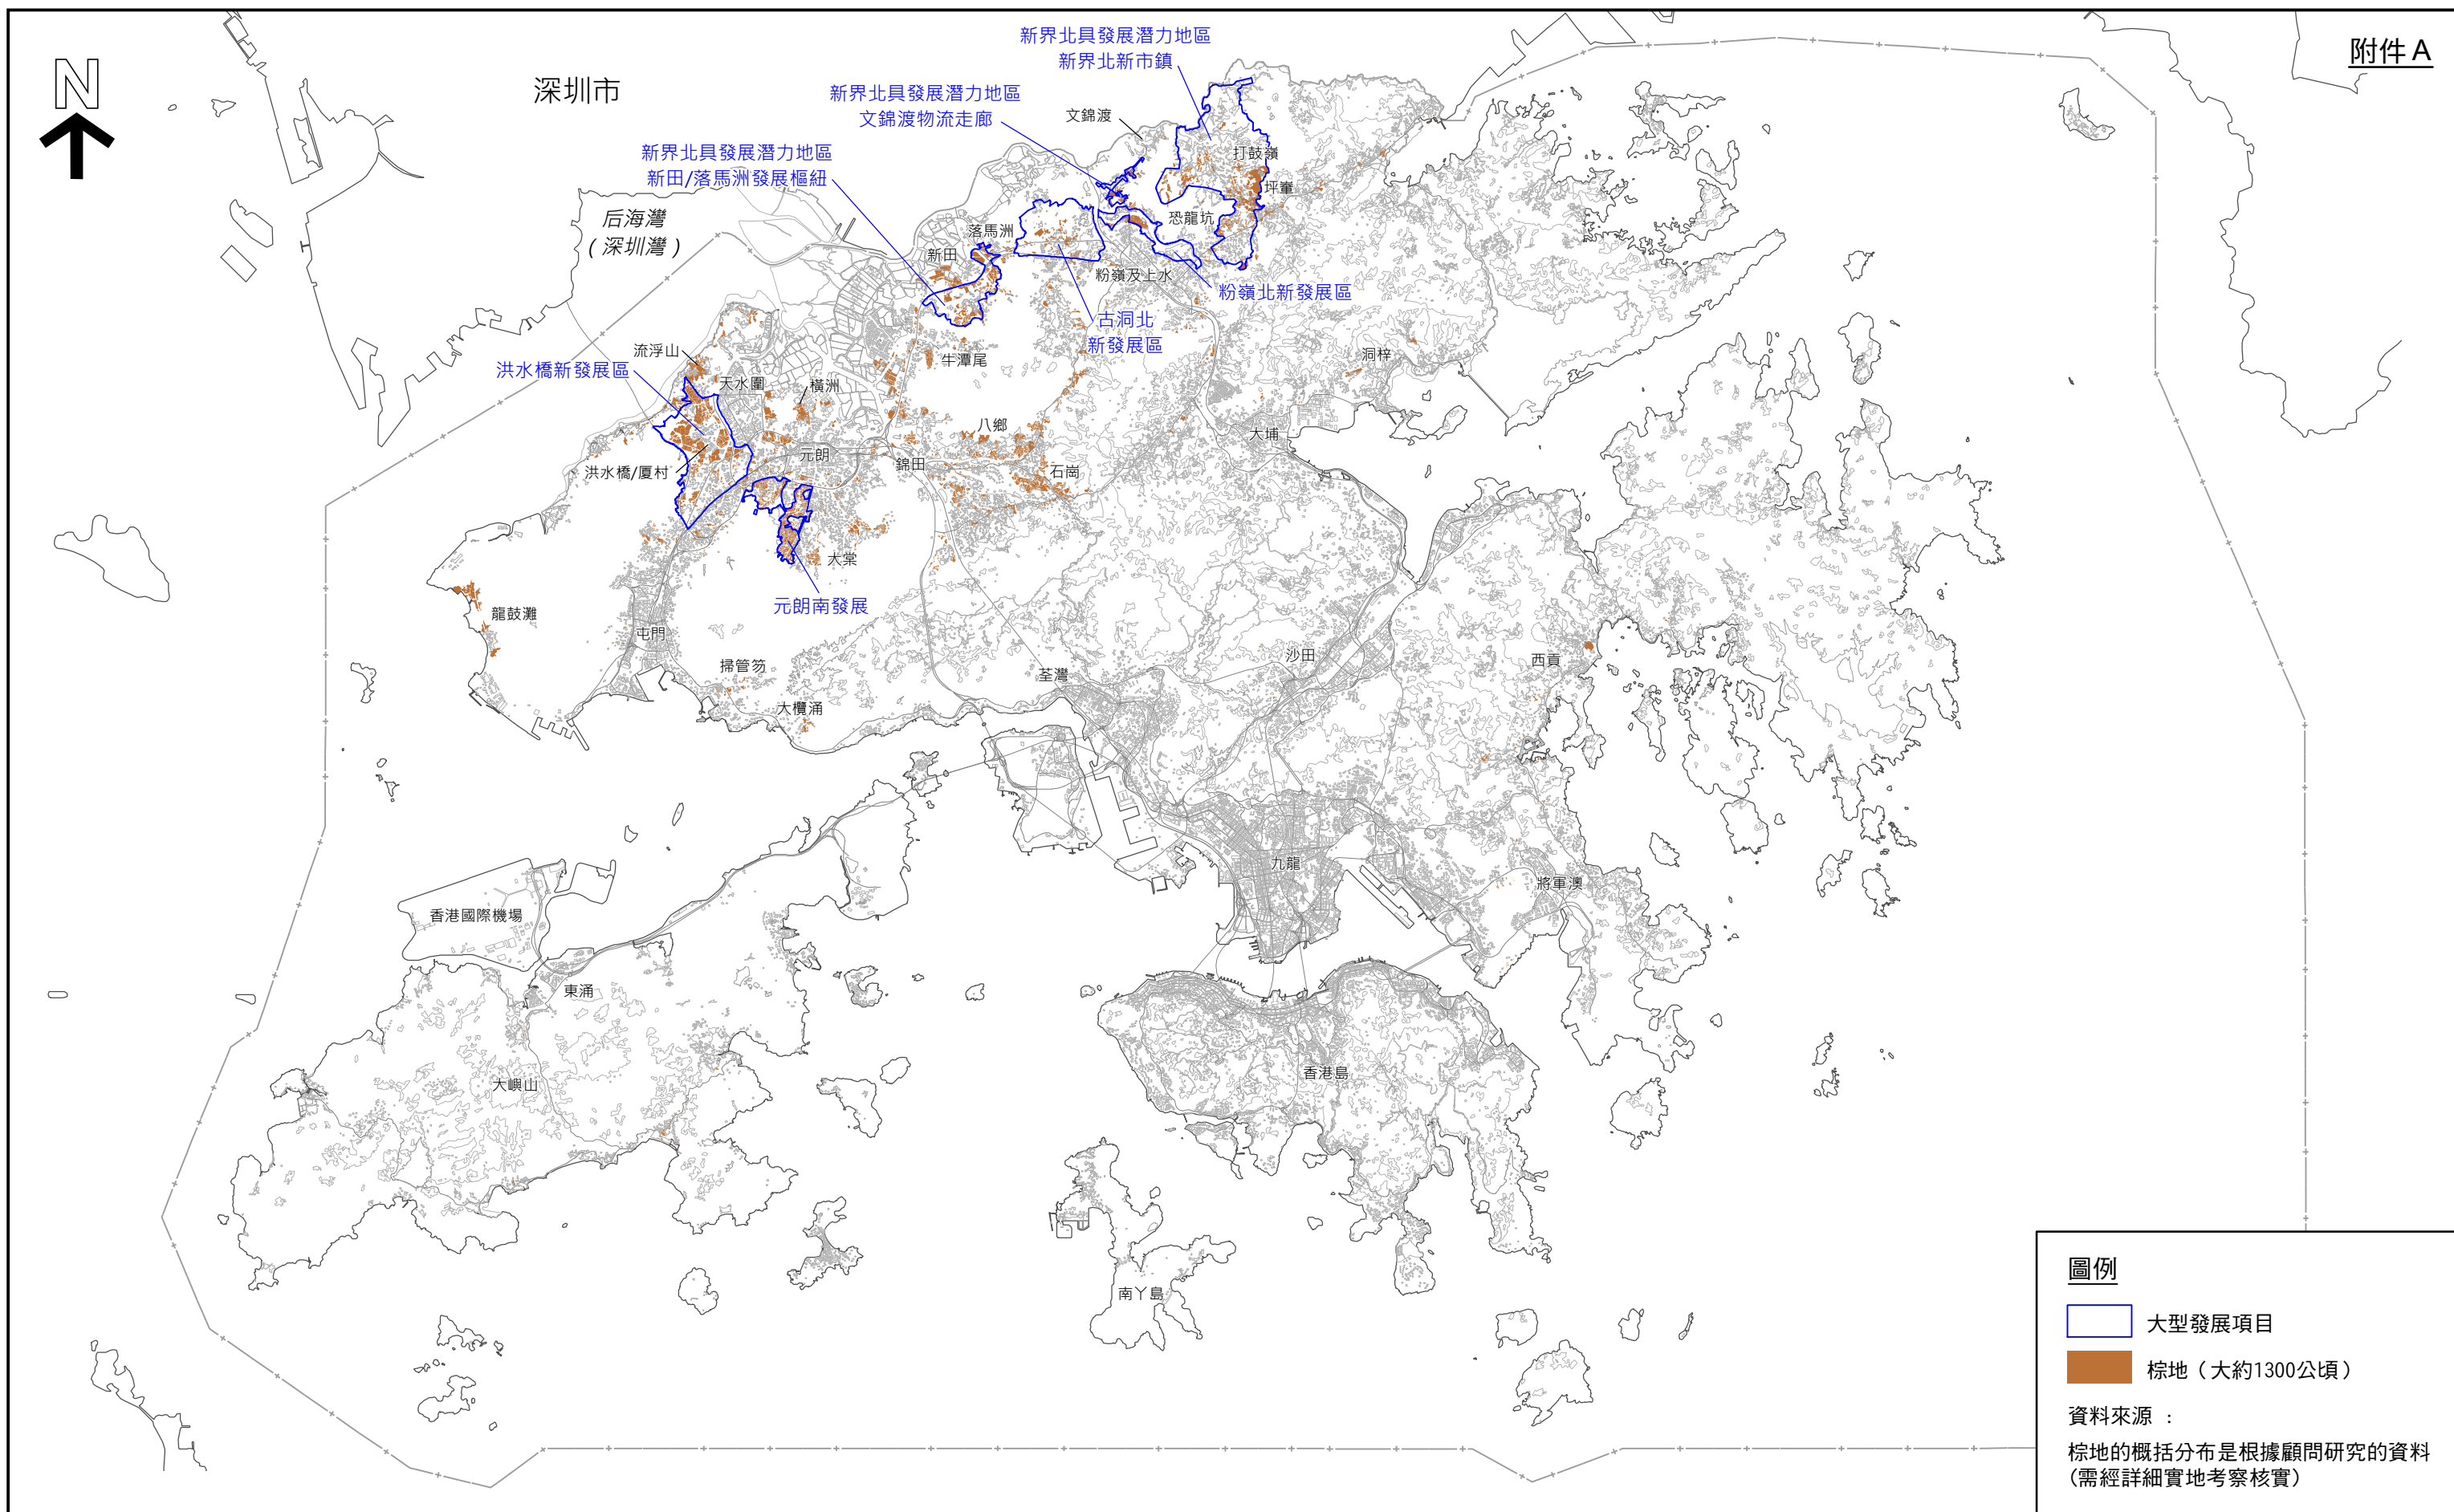 附件A
N
深圳市
新界北具發展潛力地區
新界北新市鎮
新界北具發展潛力地區
文錦渡物流走廊
文錦渡
新界北具發展潛力地區
新田/落馬洲發展樞紐
打鼓嶺
坪輋
恐龍坑
后海灣
(深圳灣)
落馬洲
新田
粉嶺及上水
粉嶺北新發展區
古洞北
新發展區
流浮山
洪水橋新發展區
天水圍
橫洲
牛潭尾
洞梓
八鄉
大埔
元朗
錦田
石崗
洪水橋/厦村
大棠
元朗南發展
龍鼓灘
屯門
掃管笏
大欖涌
荃灣
沙田
西貢
九龍
將軍澳
香港國際機場
東涌
大嶼山
香港島
南丫島
圖例
大型發展項目
棕地(大約1300公頃)
資料來源 :
棕地的概括分布是根據顧問研究的資料
(需經詳細實地考察核實)